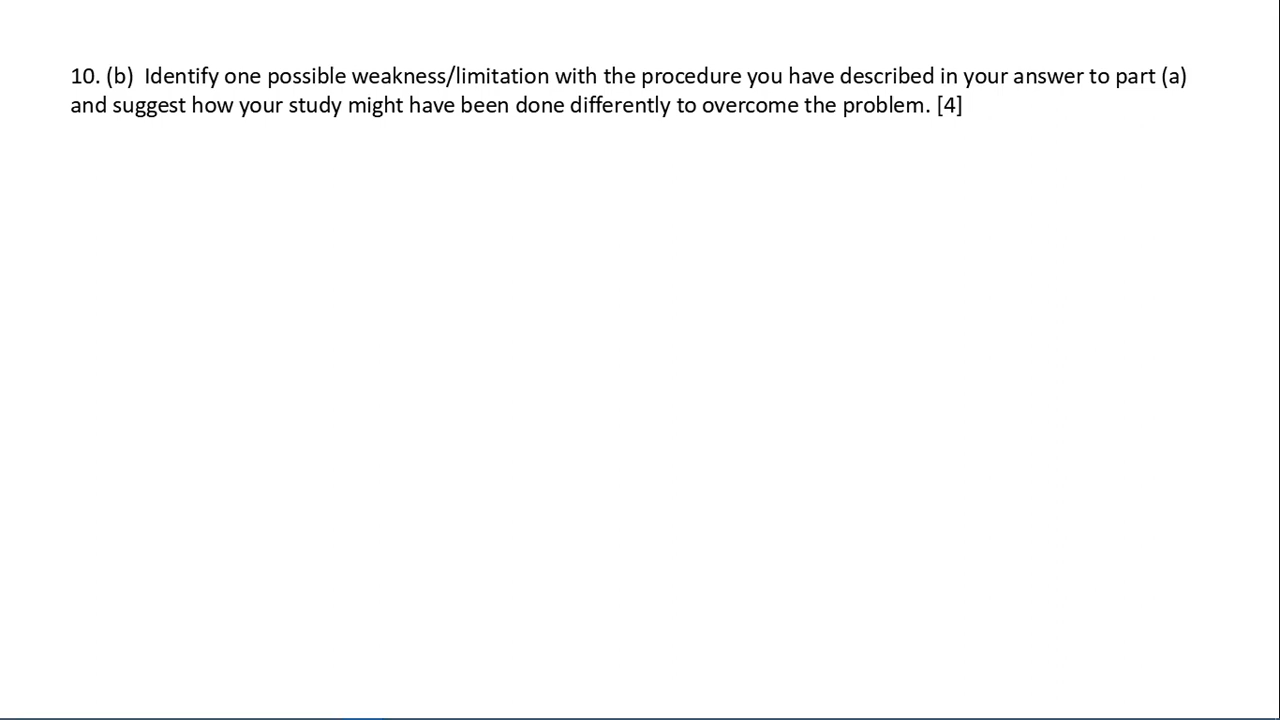 10. (b)  Identify one possible weakness/limitation with the procedure you have described in your answer to part (a)
and suggest how your study might have been done differently to overcome the problem. [4]